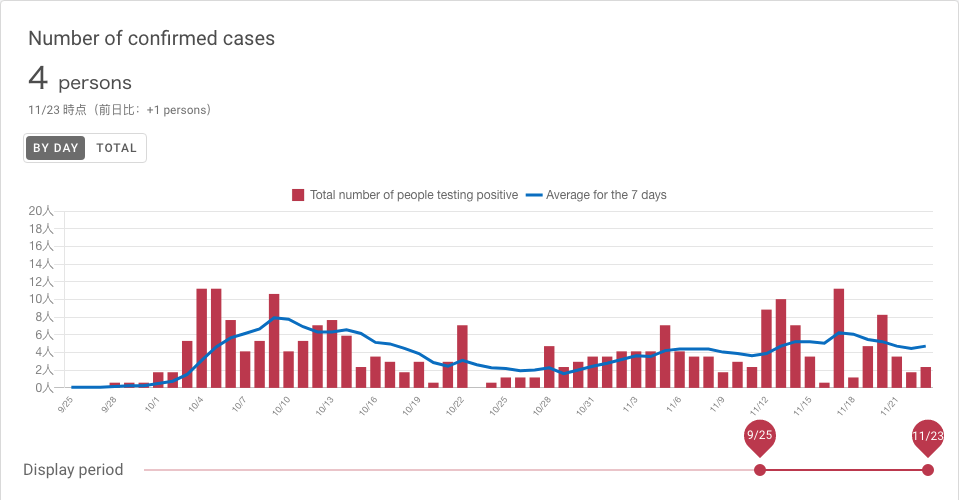 Number of confirmed cases
4 persons
11/23 時点（前日比：+1 persons）
BY DAY TOTAL
Total number of people testing positive Average for the 7 days
20人
18人
16人
14人
12人
10人
8人
6人
4人
2人
0人
9/25 9/28 10/1 10/4 10/7 10/10 10/13 10/16 10/19 10/22 10/25 10/28 10/31 11/3 11/6 11/9 11/12 11/15 11/18 11/21
9/25 11/23
Display period